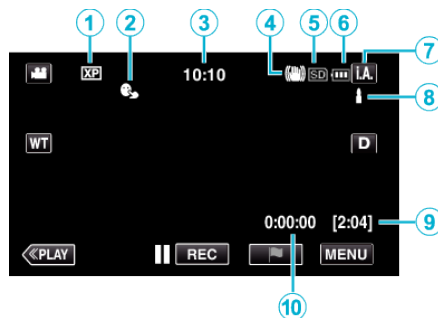 1 2 3 4 5 6 7
XP 10:10 SD i.A.
8
WT D
0:00:00 [2:04] 9
≪PLAY REC MENU
10